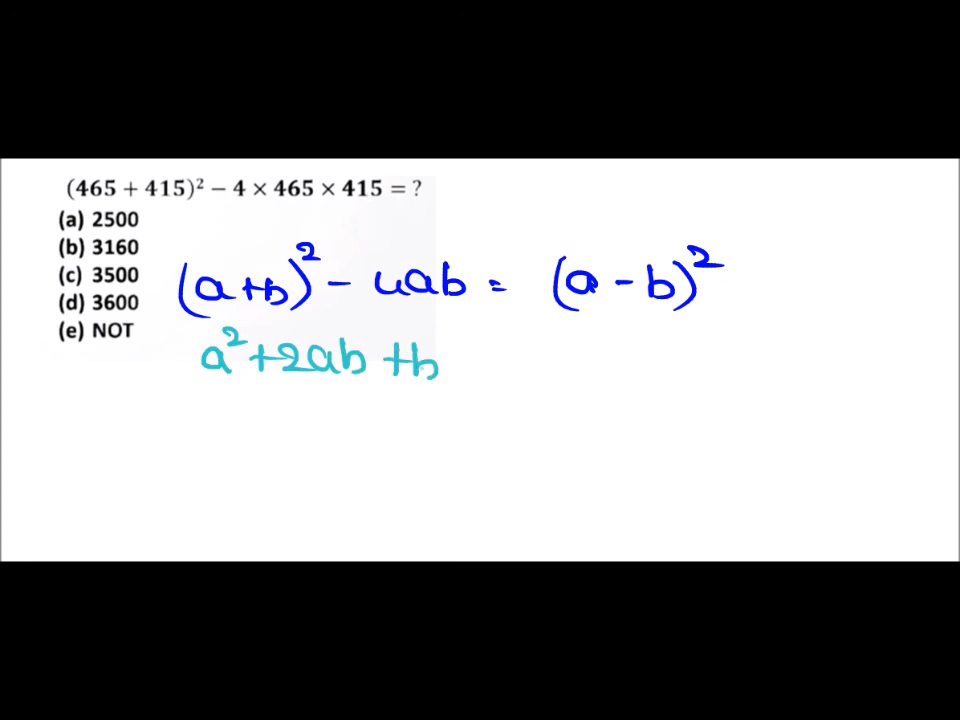 (465 + 415)² − 4 × 465 × 415 = ?
(a) 2500
(b) 3160
(c) 3500
(d) 3600
(e) NOT
(a+b)² - 4ab = (a - b)²
a² + 2ab + b